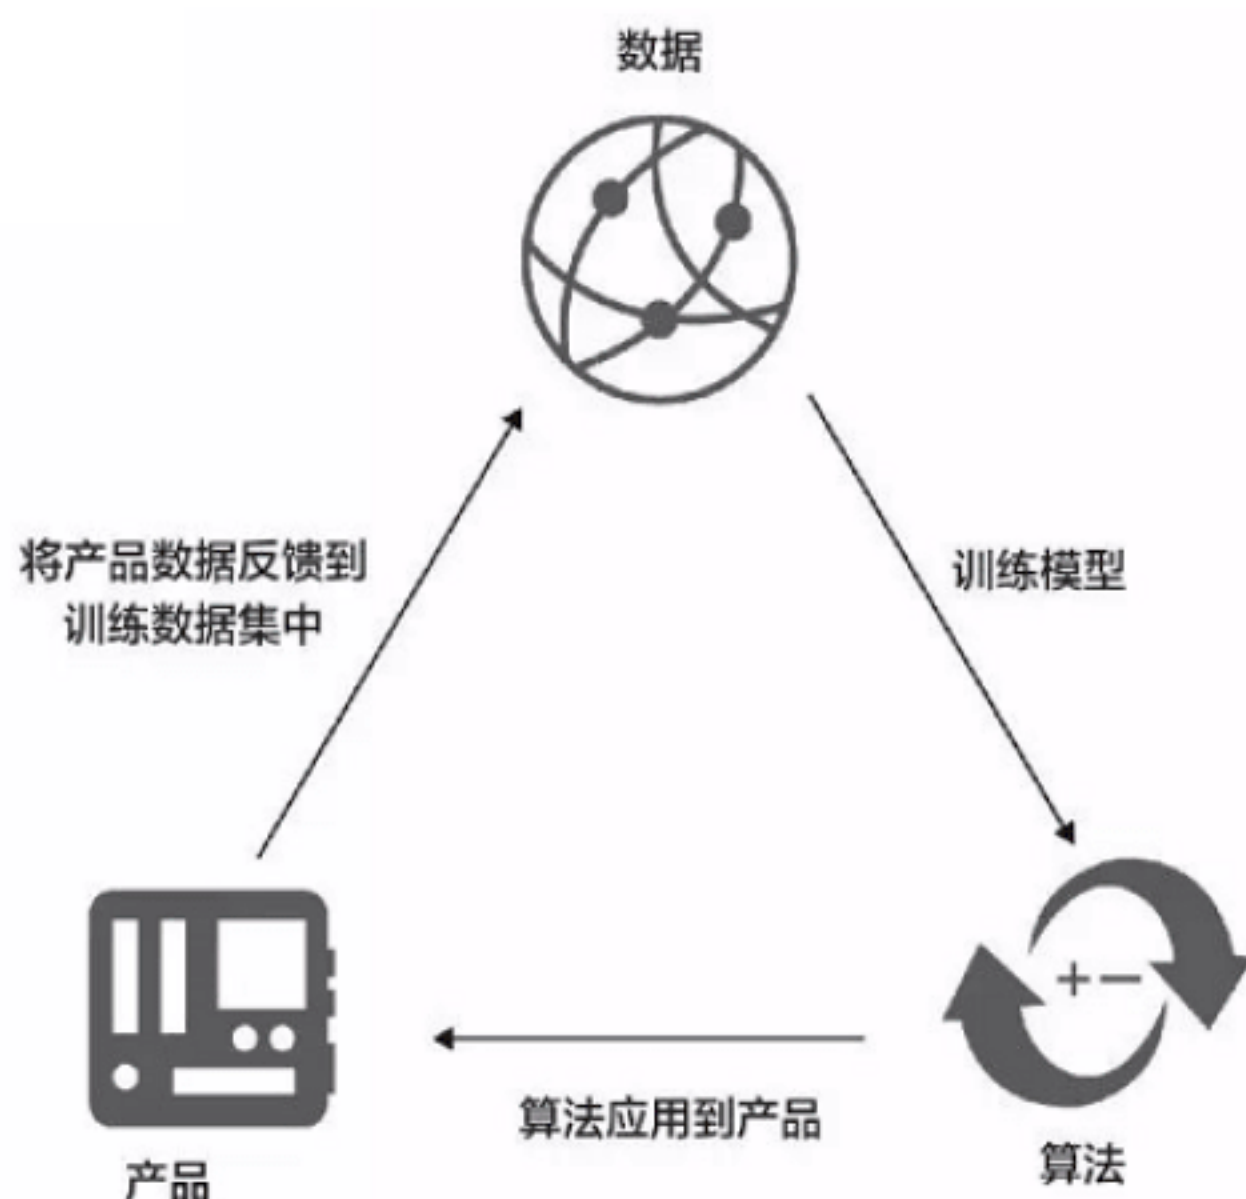 数据
将产品数据反馈到
训练数据集中
训练模型
算法应用到产品
算法
产品